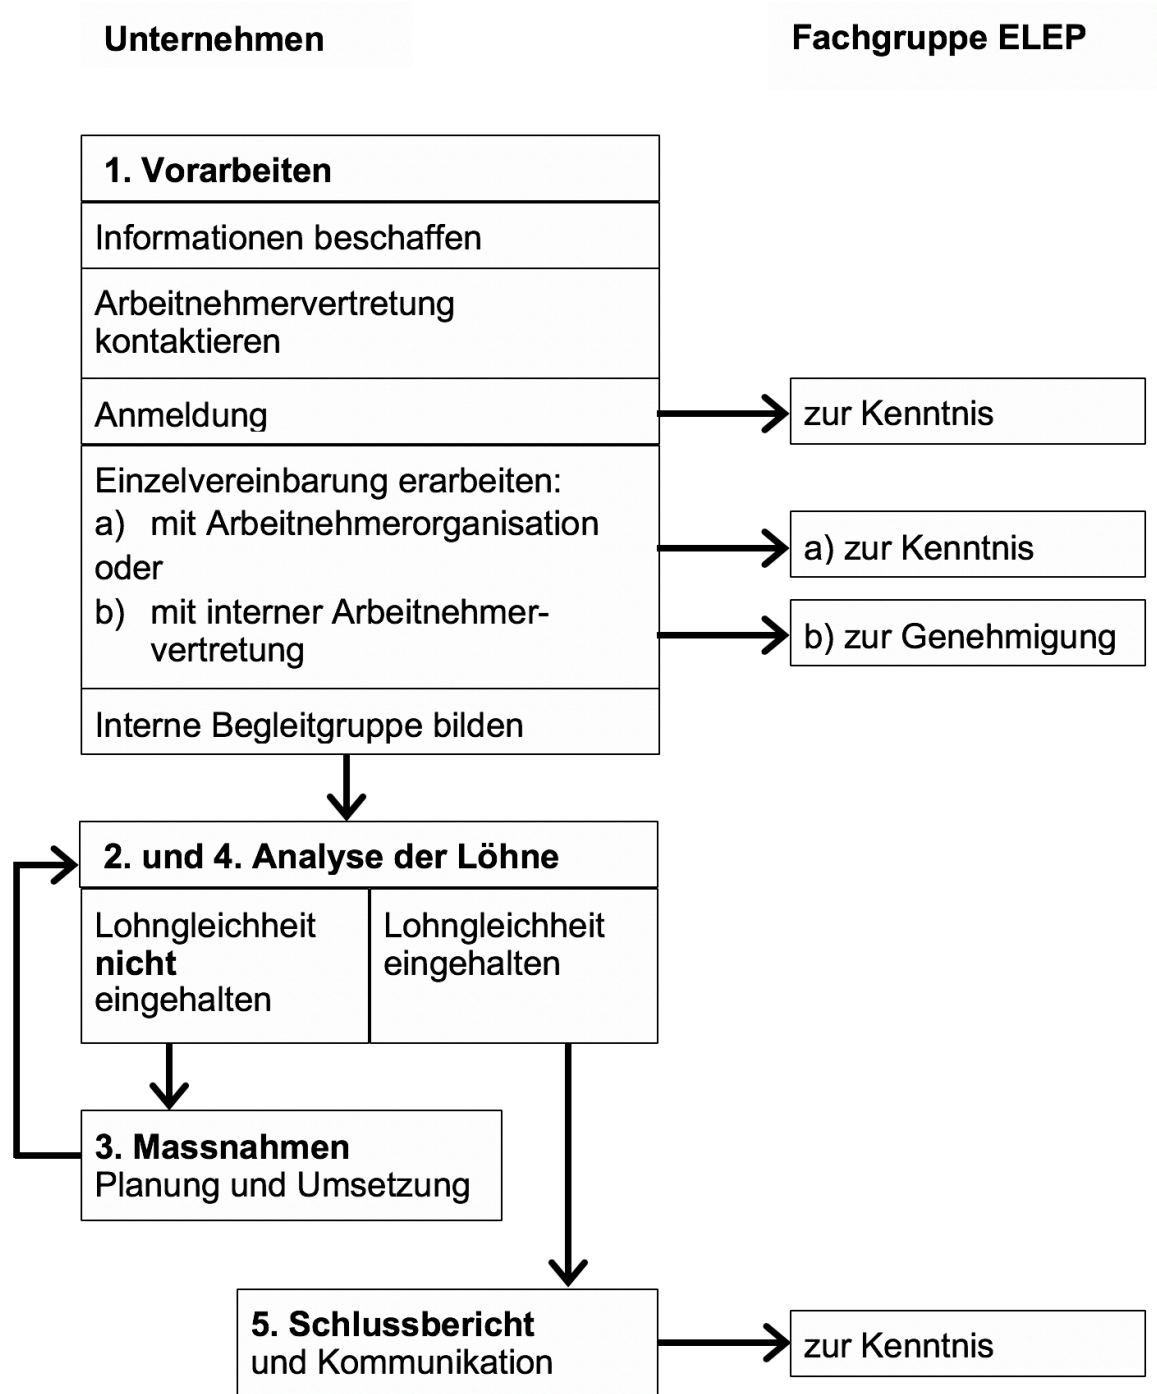 Unternehmen
Fachgruppe ELEP
1. Vorarbeiten
Informationen beschaffen
Arbeitnehmervertretung
kontaktieren
Anmeldung
zur Kenntnis
Einzelvereinbarung erarbeiten:
a) mit Arbeitnehmerorganisation
oder
b) mit interner Arbeitnehmer-
vertretung
a) zur Kenntnis
b) zur Genehmigung
Interne Begleitgruppe bilden
2. und 4. Analyse der Löhne
Lohngleichheit
nicht
eingehalten
Lohngleichheit
eingehalten
3. Massnahmen
Planung und Umsetzung
5. Schlussbericht
und Kommunikation
zur Kenntnis